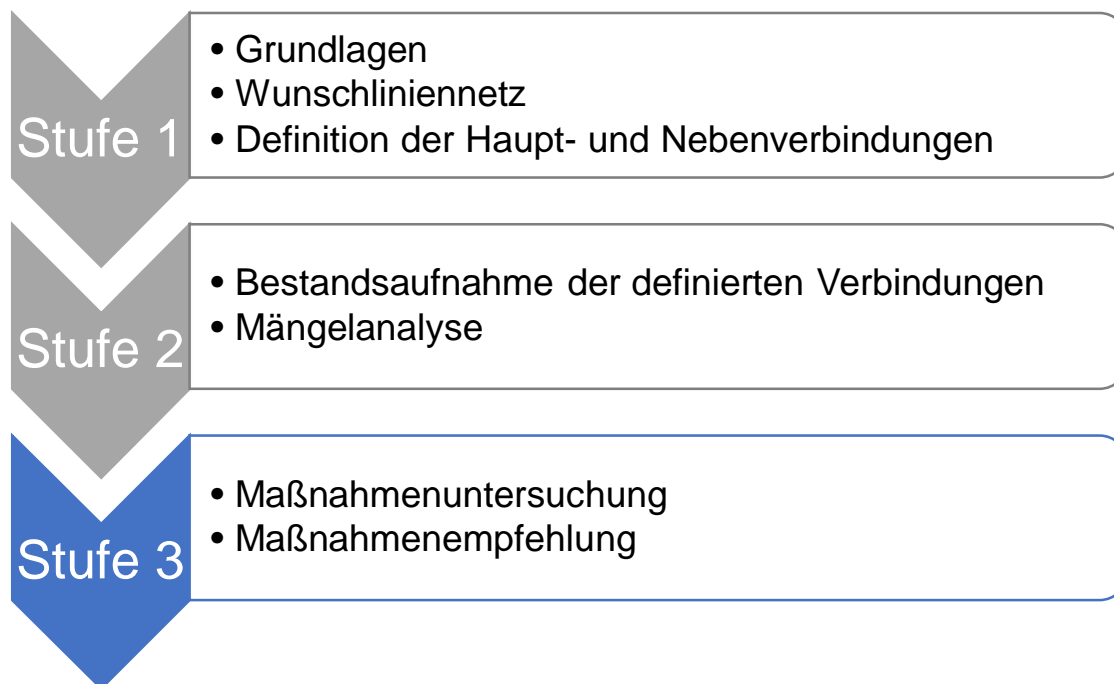 Stufe 1
• Grundlagen
• Wunschliniennetz
• Definition der Haupt- und Nebenverbindungen
Stufe 2
• Bestandsaufnahme der definierten Verbindungen
• Mängelanalyse
Stufe 3
• Maßnahmenuntersuchung
• Maßnahmenempfehlung